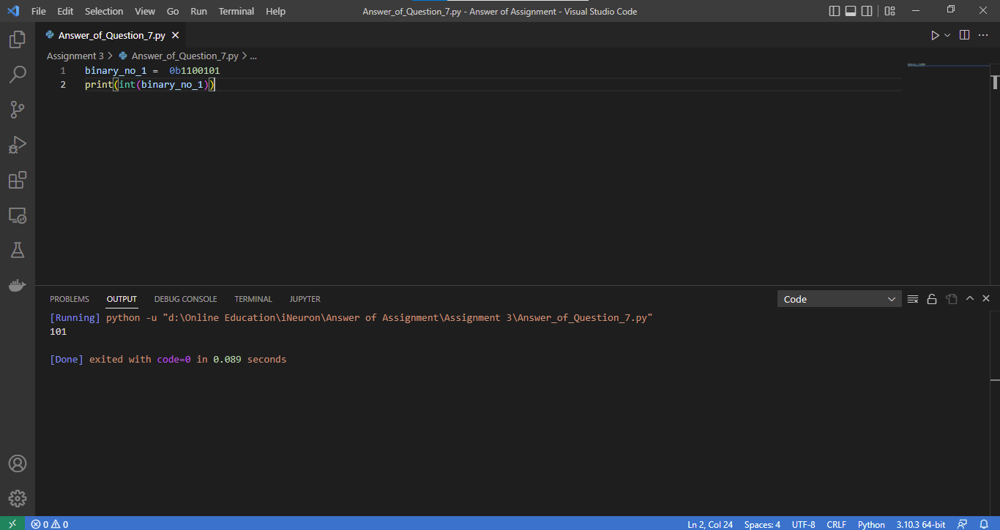 File Edit Selection View Go Run Terminal Help Answer_of_Question_7.py - Answer of Assignment - Visual Studio Code
Answer_of_Question_7.py
Assignment 3 > Answer_of_Question_7.py > ...
1 binary_no_1 =  0b1100101
2 print(int(binary_no_1))
PROBLEMS OUTPUT DEBUG CONSOLE TERMINAL JUPYTER Code
[Running] python -u "d:\Online Education\iNeuron\Answer of Assignment\Assignment 3\Answer_of_Question_7.py"
101
[Done] exited with code=0 in 0.089 seconds
0 0 Ln 2, Col 24 Spaces: 4 UTF-8 CRLF Python 3.10.3 64-bit